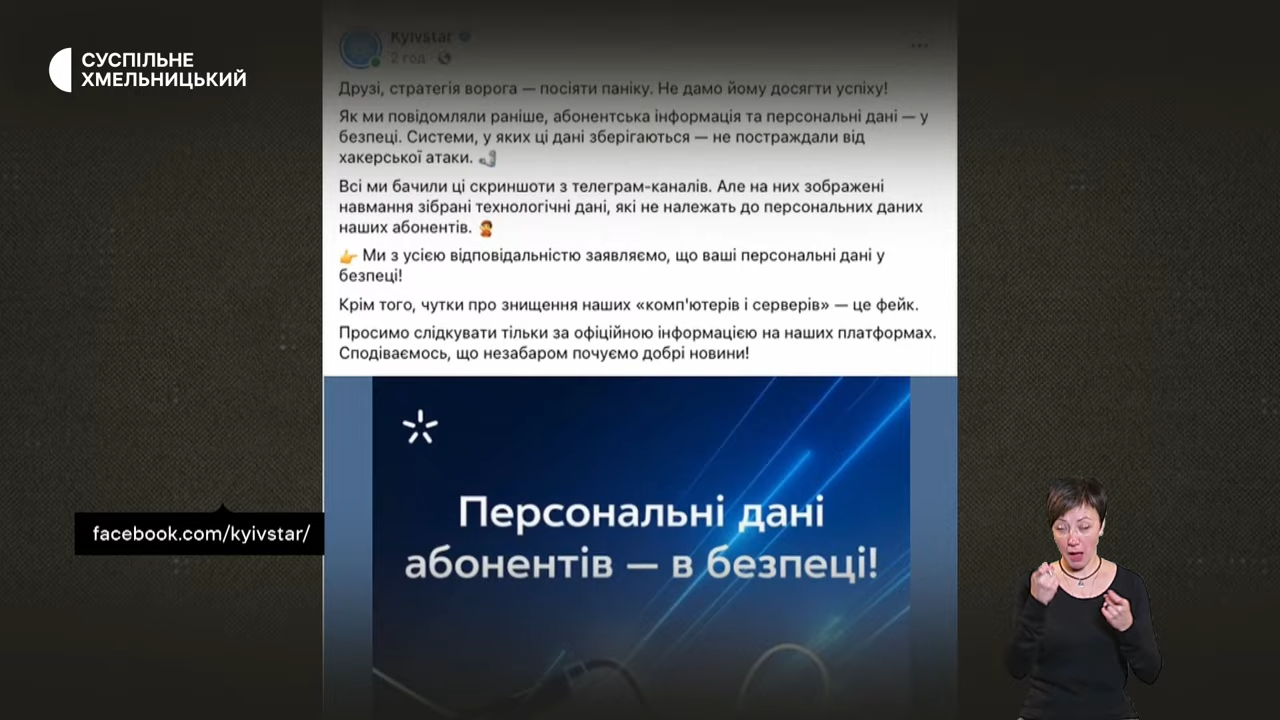 СУСПІЛЬНЕ
ХМЕЛЬНИЦЬКИЙ
Kyivstar
2 год ·
Друзі, стратегія ворога — посіяти паніку. Не дамо йому досягти успіху!
Як ми повідомляли раніше, абонентська інформація та персональні дані — у
безпеці. Системи, у яких ці дані зберігаються — не постраждали від
хакерської атаки.
Всі ми бачили ці скриншоти з телеграм-каналів. Але на них зображені
навмання зібрані технологічні дані, які не належать до персональних даних
наших абонентів.
Ми з усією відповідальністю заявляємо, що ваші персональні дані у
безпеці!
Крім того, чутки про знищення наших «комп'ютерів і серверів» — це фейк.
Просимо слідкувати тільки за офіційною інформацією на наших платформах.
Сподіваємось, що незабаром почуємо добрі новини!
Персональні дані
абонентів — в безпеці!
facebook.com/kyivstar/